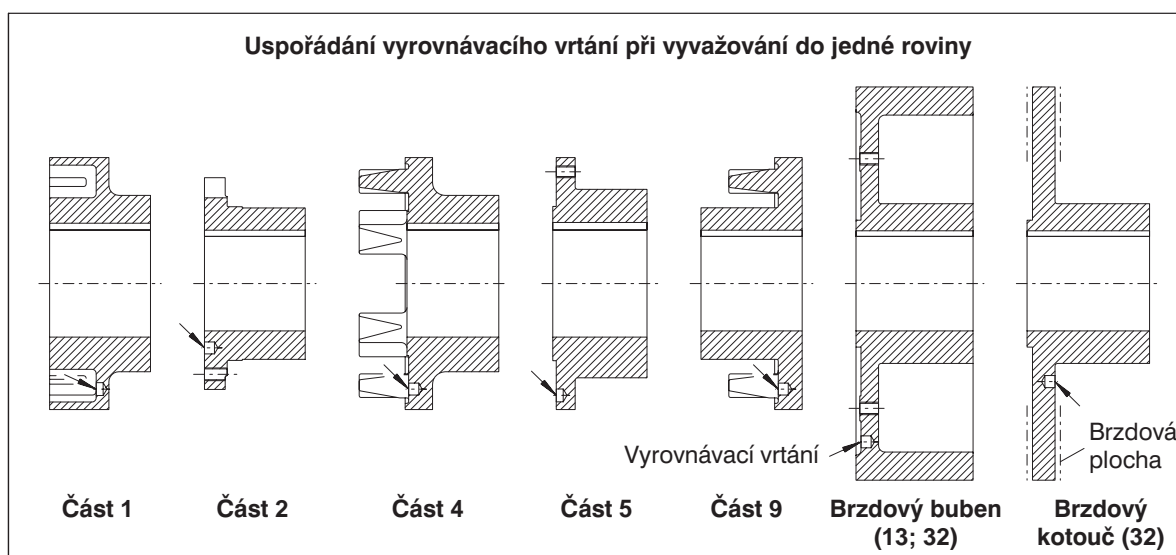 Uspořádání vyrovnávacího vrtání při vyvažování do jedné roviny
Vyrovnávací vrtání
Brzdová
plocha
Část 1
Část 2
Část 4
Část 5
Část 9
Brzdový buben
(13; 32)
Brzdový
kotouč (32)